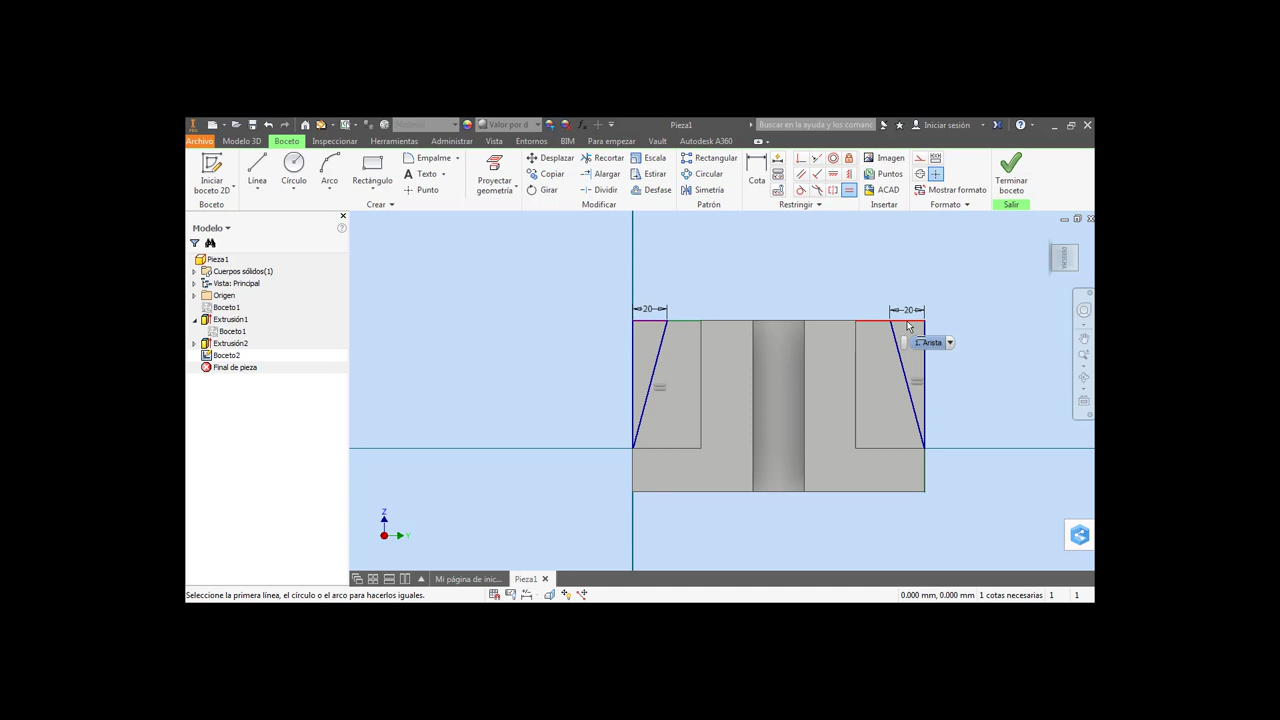 Material
Valor por d
Pieza1
Buscar en la ayuda y los comanc
Iniciar sesión
Archivo Modelo 3D Boceto Inspeccionar Herramientas Administrar Vista Entornos BIM Para empezar Vault Autodesk A360
Empalme Desplazar Recortar Escala Rectangular Imagen
Texto Copiar Alargar Estirar Circular Puntos
Punto Girar Dividir Desfase Simetría ACAD Mostrar formato
Iniciar
boceto 2D
Línea Círculo Arco Rectángulo
Proyectar
geometría
Cota
Terminar
boceto
Boceto Crear Modificar Patrón Restringir Insertar Formato Salir
Modelo
Pieza1
Cuerpos sólidos(1)
Vista: Principal
Origen
Boceto1
Extrusión1
Boceto1
Extrusión2
Boceto2
Final de pieza
20
20
1. Arista
Z
Y
Mi página de inic... Pieza1
Seleccione la primera línea, el círculo o el arco para hacerlos iguales.
0.000 mm, 0.000 mm 1 cotas necesarias 1 1